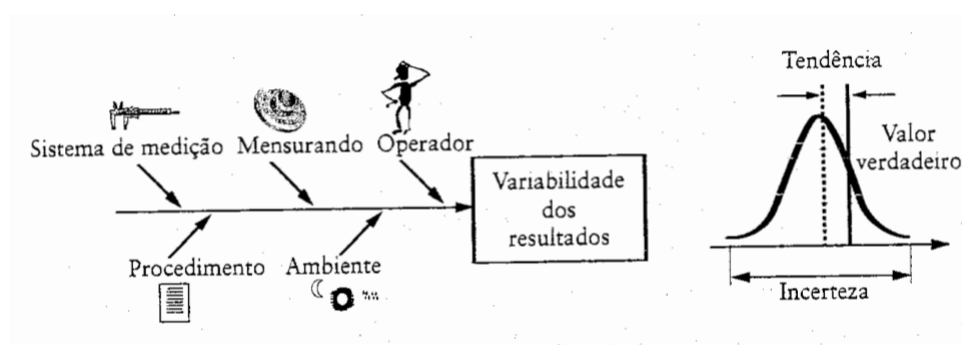 Sistema de medição
Mensurando
Operador
Variabilidade
dos
resultados
Procedimento
Ambiente
Tendência
Valor
verdadeiro
Incerteza